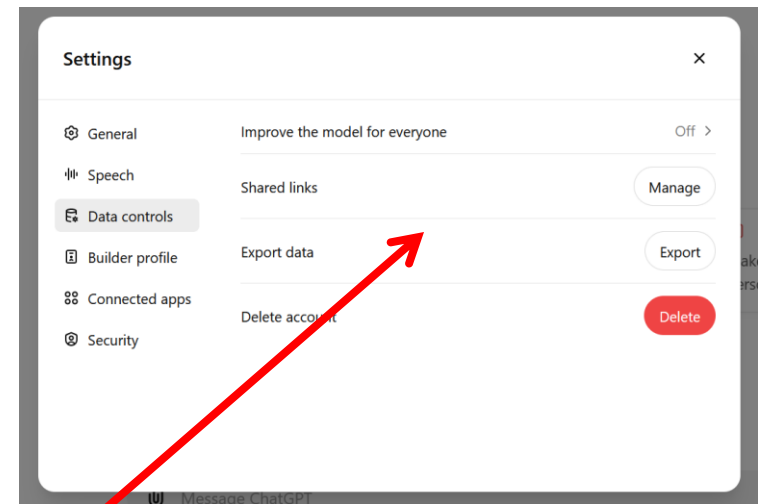 Settings
General
Speech
Data controls
Builder profile
Connected apps
Security
Improve the model for everyone Off
Shared links Manage
Export data Export
Delete account Delete
Message ChatGPT